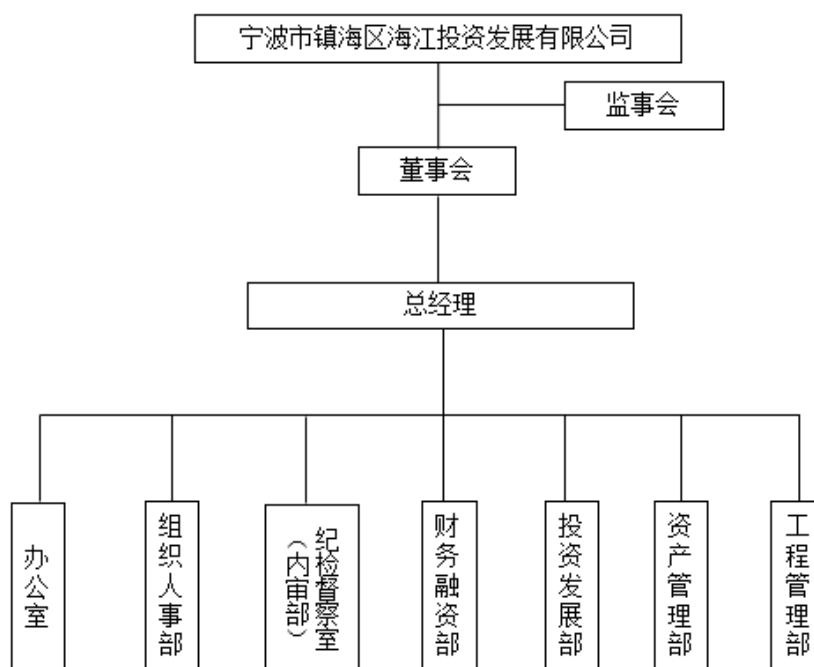 宁波市镇海区海江投资发展有限公司
监事会
董事会
总经理
办公室
组织人事部
纪检督察室
（内审部）
财务融资部
投资发展部
资产管理部
工程管理部